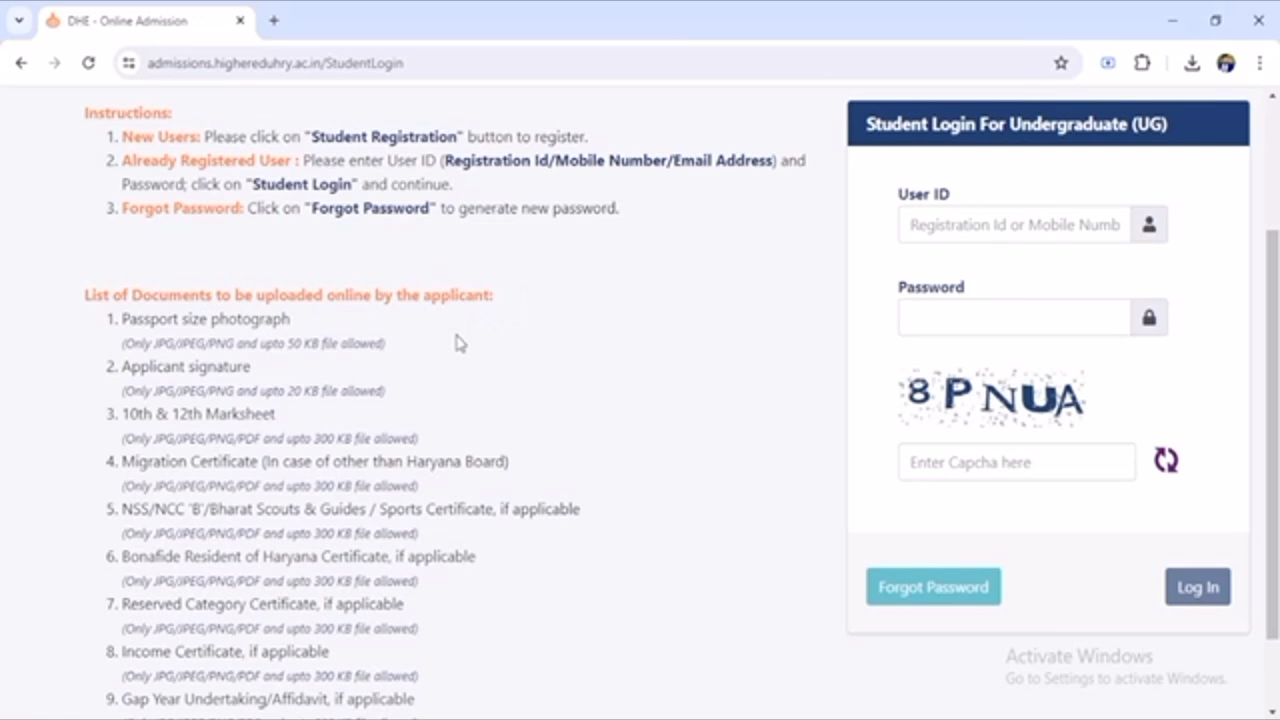 DHE - Online Admission
admissions.highereduhry.ac.in/StudentLogin
Instructions:
1. New Users: Please click on "Student Registration" button to register.
2. Already Registered User : Please enter User ID (Registration Id/Mobile Number/Email Address) and
Password; click on "Student Login" and continue.
3. Forgot Password: Click on "Forgot Password" to generate new password.
List of Documents to be uploaded online by the applicant:
1. Passport size photograph
(Only JPG/JPEG/PNG and upto 50 KB file allowed)
2. Applicant signature
(Only JPG/JPEG/PNG and upto 20 KB file allowed)
3. 10th & 12th Marksheet
(Only JPG/JPEG/PNG/PDF and upto 300 KB file allowed)
4. Migration Certificate (In case of other than Haryana Board)
(Only JPG/JPEG/PNG/PDF and upto 300 KB file allowed)
5. NSS/NCC 'B'/Bharat Scouts & Guides / Sports Certificate, if applicable
(Only JPG/JPEG/PNG/PDF and upto 300 KB file allowed)
6. Bonafide Resident of Haryana Certificate, if applicable
(Only JPG/JPEG/PNG/PDF and upto 300 KB file allowed)
7. Reserved Category Certificate, if applicable
(Only JPG/JPEG/PNG/PDF and upto 300 KB file allowed)
8. Income Certificate, if applicable
(Only JPG/JPEG/PNG/PDF and upto 300 KB file allowed)
9. Gap Year Undertaking/Affidavit, if applicable
Student Login For Undergraduate (UG)
User ID
Registration Id or Mobile Numb
Password
8 P N U A
Enter Capcha here
Forgot Password
Log In
Activate Windows
Go to Settings to activate Windows.